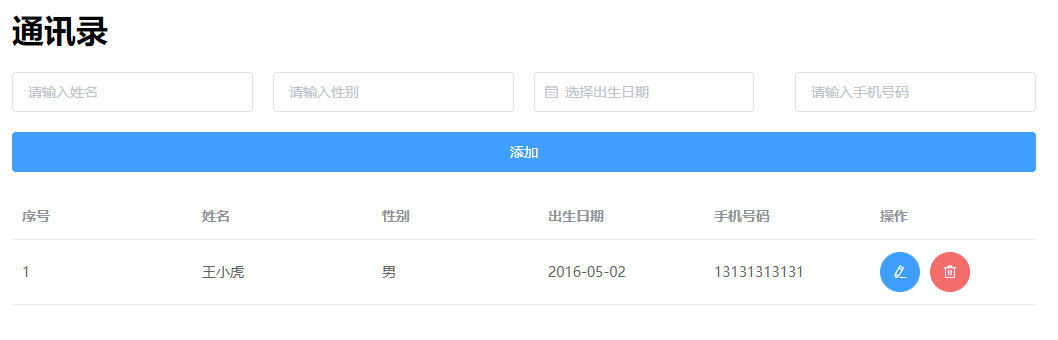 通讯录
请输入姓名 请输入性别 选择出生日期 请输入手机号码
添加
序号 姓名 性别 出生日期 手机号码 操作
1 王小虎 男 2016-05-02 13131313131